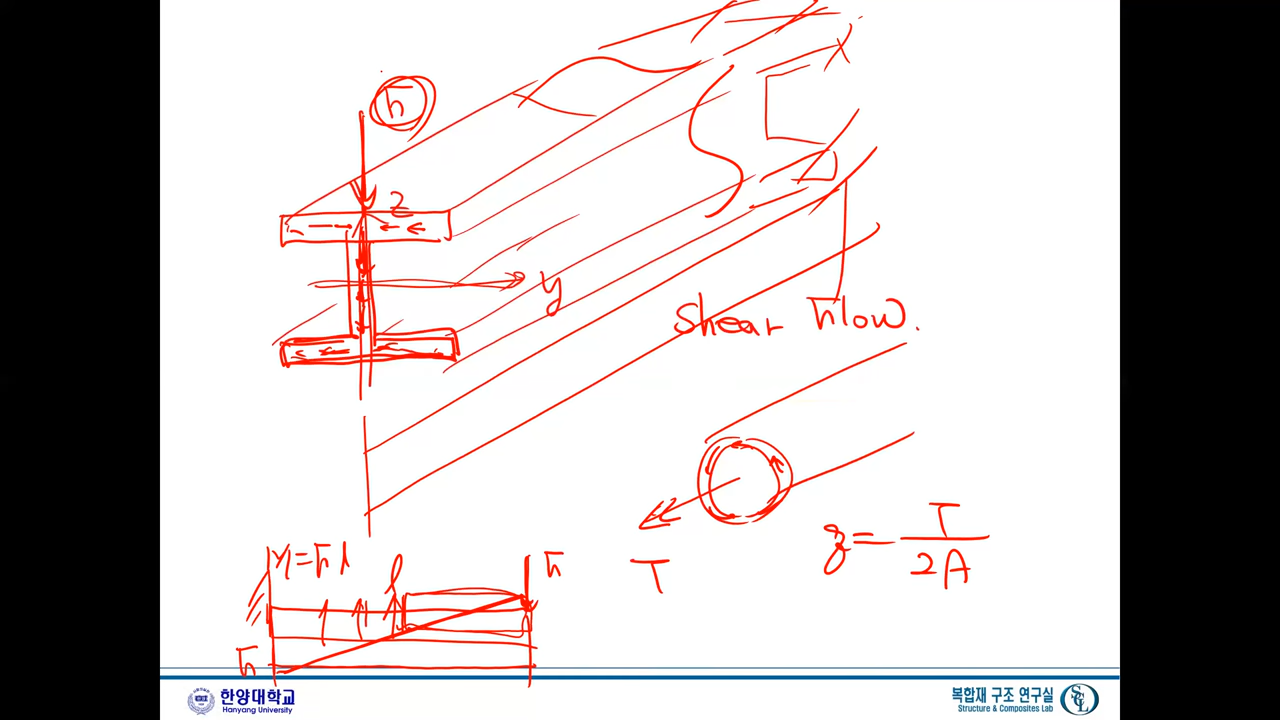 F
z
y
shear flow.
T
q = T / 2A
M = F l
l
F
F
한양대학교
Hanyang University
복합재 구조 연구실
Structure & Composites Lab
SCL